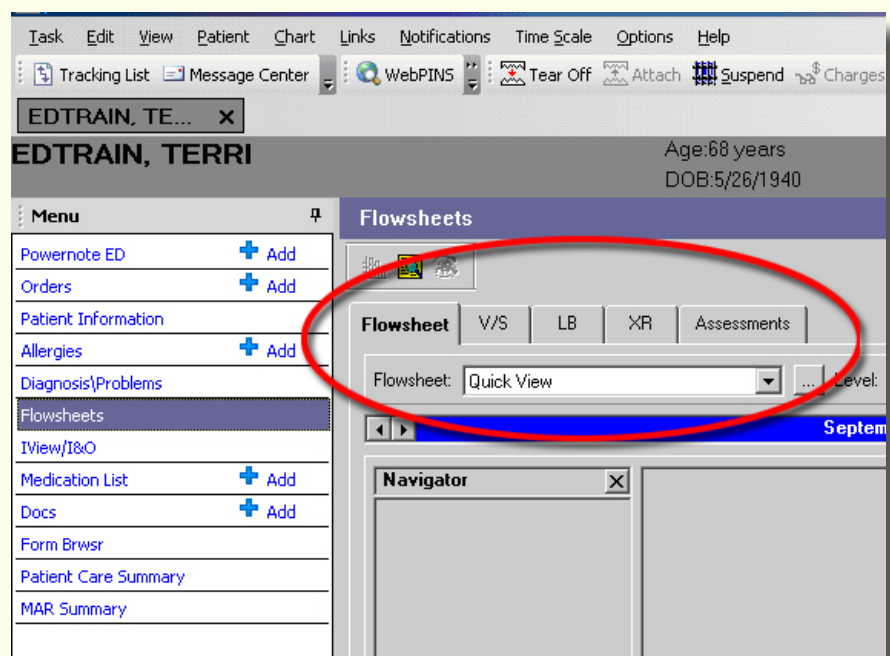 Task Edit View Patient Chart Links Notifications Time Scale Options Help
Tracking List Message Center WebPINS Tear Off Attach Suspend Charges
EDTRAIN, TE... X
EDTRAIN, TERRI
Age:68 years
DOB:5/26/1940
Menu
Powernote ED Add
Orders Add
Patient Information
Allergies Add
Diagnosis\Problems
Flowsheets
IView/I&O
Medication List Add
Docs Add
Form Brwsr
Patient Care Summary
MAR Summary
Flowsheets
Flowsheet V/S LB XR Assessments
Flowsheet: Quick View ... Level:
Septem
Navigator